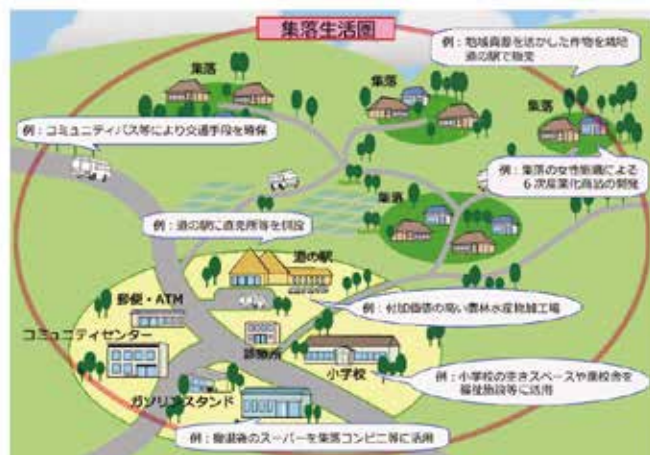 集落生活圏
例：地域資源を活かした作物を栽培
道の駅で販売
集落
集落
集落
例：コミュニティバス等により交通手段を確保
例：集落の女性組織による
６次産業化商品の開発
集落
例：道の駅に直売所等を併設
道の駅
郵便・ATM
例：付加価値の高い農林水産物加工場
コミュニティセンター
診療所
小学校
例：小学校の空きスペースや廃校舎を
福祉施設等に活用
ガソリンスタンド
例：撤退後のスーパーを集落コンビニ等に活用